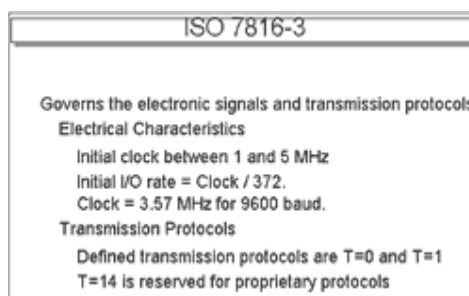 ISO 7816-3
Governs the electronic signals and transmission protocols
Electrical Characteristics
Initial clock between 1 and 5 MHz
Initial I/O rate = Clock / 372.
Clock = 3.57 MHz for 9600 baud.
Transmission Protocols
Defined transmission protocols are T=0 and T=1
T=14 is reserved for proprietary protocols